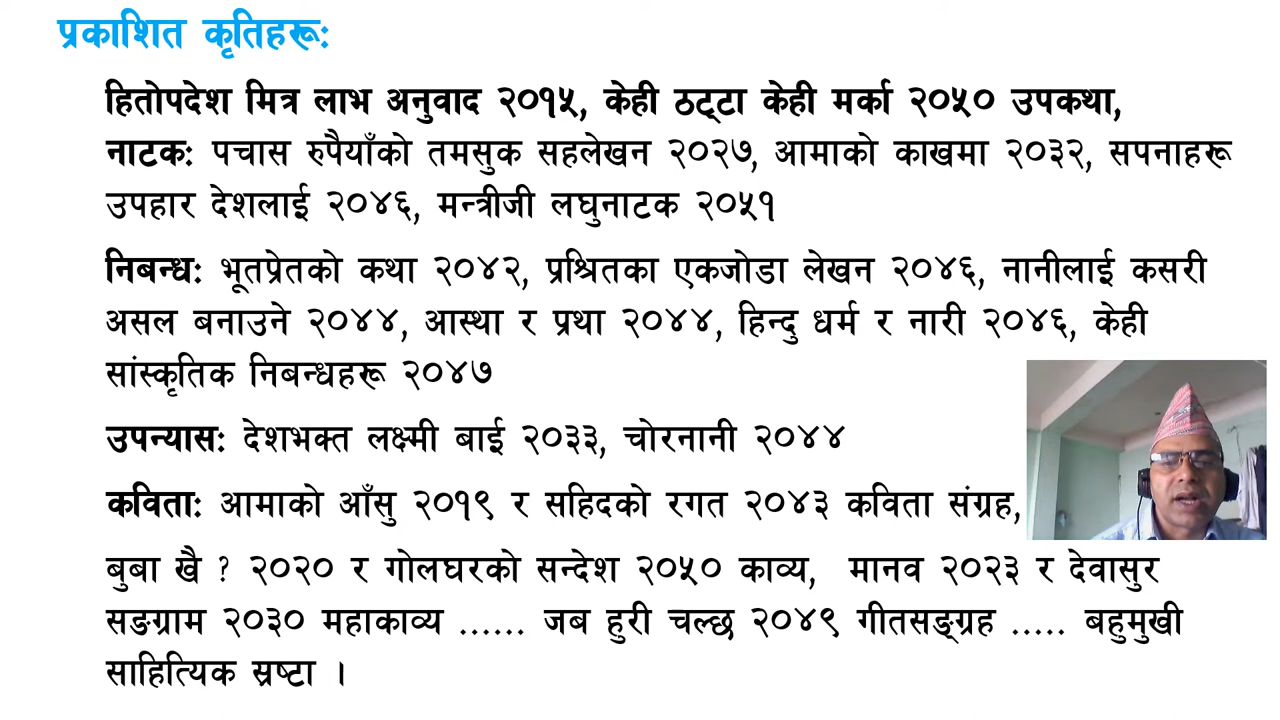 प्रकाशित कृतिहरू:
हितोपदेश मित्र लाभ अनुवाद २०१५, केही ठट्टा केही मर्का २०५० उपकथा,
नाटक: पचास रुपैयाँको तमसुक सहलेखन २०२७, आमाको काखमा २०३२, सपनाहरू
उपहार देशलाई २०४६, मन्त्रीजी लघुनाटक २०५१
निबन्ध: भूतप्रेतको कथा २०४२, प्रश्रितका एकजोडा लेखन २०४६, नानीलाई कसरी
असल बनाउने २०४४, आस्था र प्रथा २०४४, हिन्दु धर्म र नारी २०४६, केही
सांस्कृतिक निबन्धहरू २०४७
उपन्यास: देशभक्त लक्ष्मी बाई २०३३, चोरनानी २०४४
कविता: आमाको आँसु २०१९ र सहिदको रगत २०४३ कविता संग्रह,
बुबा खै ? २०२० र गोलघरको सन्देश २०५० काव्य, मानव २०२३ र देवासुर
सङग्राम २०३० महाकाव्य ...... जब हुरी चल्छ २०४९ गीतसङ्ग्रह ..... बहुमुखी
साहित्यिक स्रष्टा ।